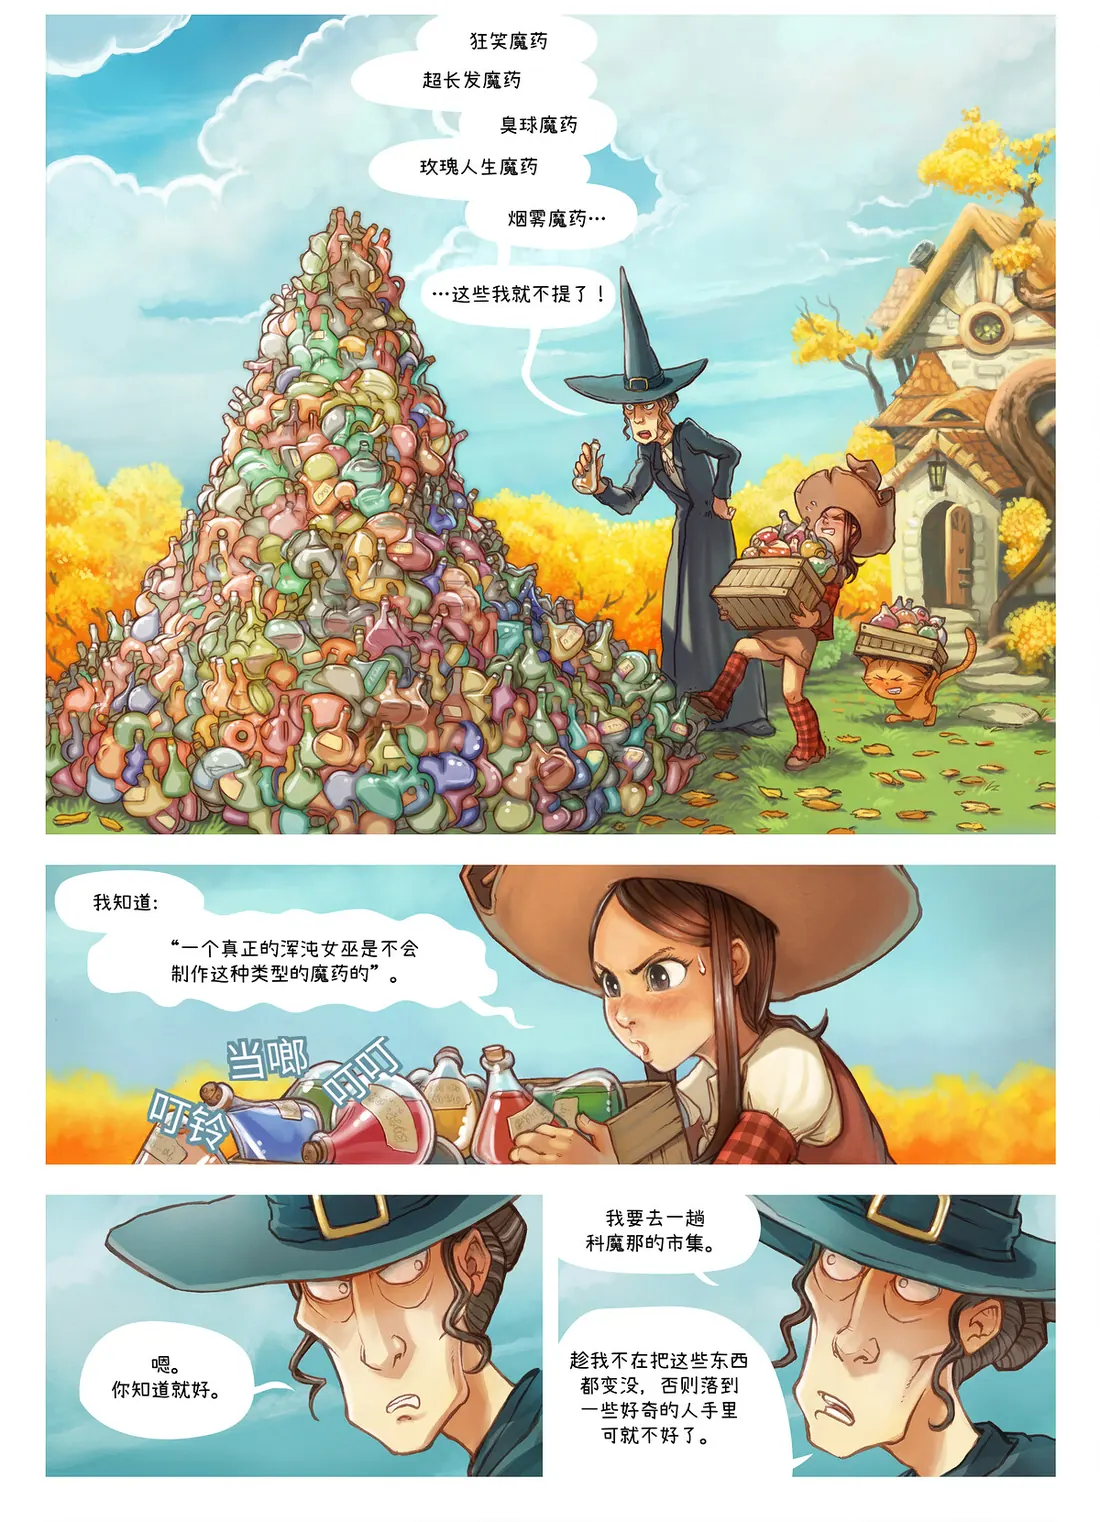 狂笑魔药
超长发魔药
臭球魔药
玫瑰人生魔药
烟雾魔药…
…这些我就不提了！
我知道：
“一个真正的浑沌女巫是不会
制作这种类型的魔药的”。
当啷
叮叮
叮铃
嗯。
你知道就好。
我要去一趟
科魔那的市集。
趁我不在把这些东西
都变没，否则落到
一些好奇的人手里
可就不好了。